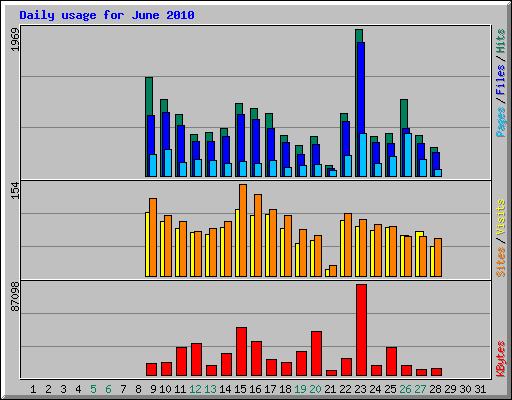 Daily usage for June 2010
1969
Pages / Files / Hits
154
Sites / Visits
87098
KBytes
1 2 3 4 5 6 7 8 9 10 11 12 13 14 15 16 17 18 19 20 21 22 23 24 25 26 27 28 29 30 31